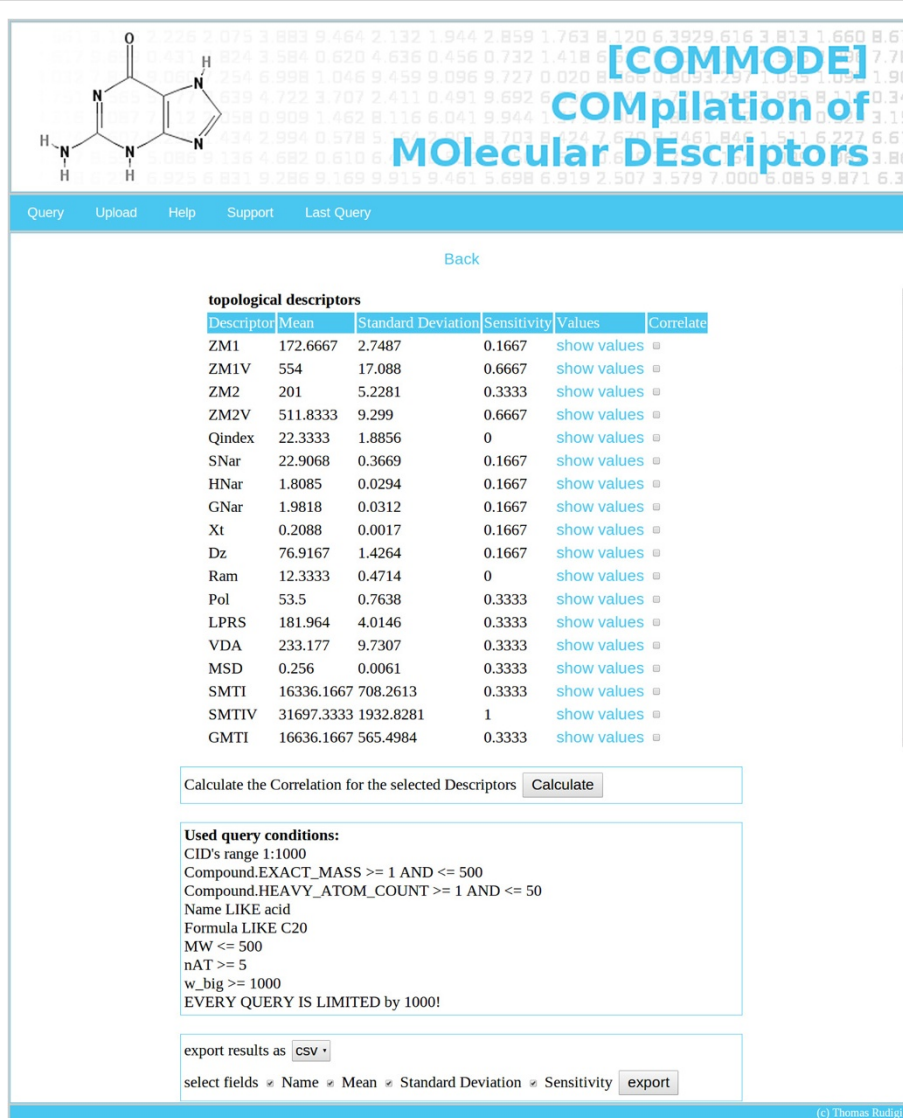 O
H
N
N
H
N
N
N
H
H
[COMMODE]
COMpilation of
MOlecular DEscriptors
Query Upload Help Support Last Query
Back
topological descriptors
Descriptor Mean Standard Deviation Sensitivity Values Correlate
ZM1 172.6667 2.7487 0.1667 show values
ZM1V 554 17.088 0.6667 show values
ZM2 201 5.2281 0.3333 show values
ZM2V 511.8333 9.299 0.6667 show values
Qindex 22.3333 1.8856 0 show values
SNar 22.9068 0.3669 0.1667 show values
HNar 1.8085 0.0294 0.1667 show values
GNar 1.9818 0.0312 0.1667 show values
Xt 0.2088 0.0017 0.1667 show values
Dz 76.9167 1.4264 0.1667 show values
Ram 12.3333 0.4714 0 show values
Pol 53.5 0.7638 0.3333 show values
LPRS 181.964 4.0146 0.3333 show values
VDA 233.177 9.7307 0.3333 show values
MSD 0.256 0.0061 0.3333 show values
SMTI 16336.1667 708.2613 0.3333 show values
SMTIV 31697.3333 1932.8281 1 show values
GMTI 16636.1667 565.4984 0.3333 show values
Calculate the Correlation for the selected Descriptors Calculate
Used query conditions:
CID's range 1:1000
Compound.EXACT_MASS >= 1 AND <= 500
Compound.HEAVY_ATOM_COUNT >= 1 AND <= 50
Name LIKE acid
Formula LIKE C20
MW <= 500
nAT >= 5
w_big >= 1000
EVERY QUERY IS LIMITED by 1000!
export results as csv
select fields Name Mean Standard Deviation Sensitivity export
(c) Thomas Rudigi